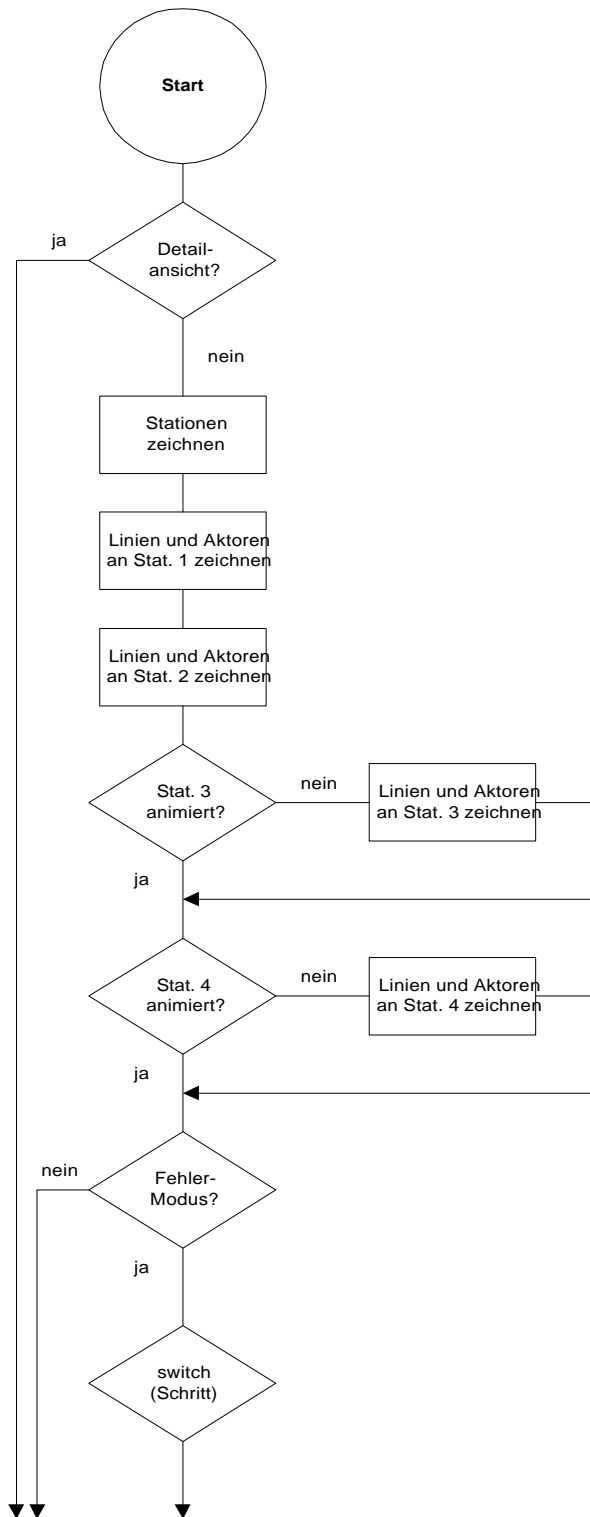 Start
ja
Detail-
ansicht?
nein
Stationen
zeichnen
Linien und Aktoren
an Stat. 1 zeichnen
Linien und Aktoren
an Stat. 2 zeichnen
Stat. 3
animiert?
nein
Linien und Aktoren
an Stat. 3 zeichnen
ja
Stat. 4
animiert?
nein
Linien und Aktoren
an Stat. 4 zeichnen
ja
nein
Fehler-
Modus?
ja
switch
(Schritt)